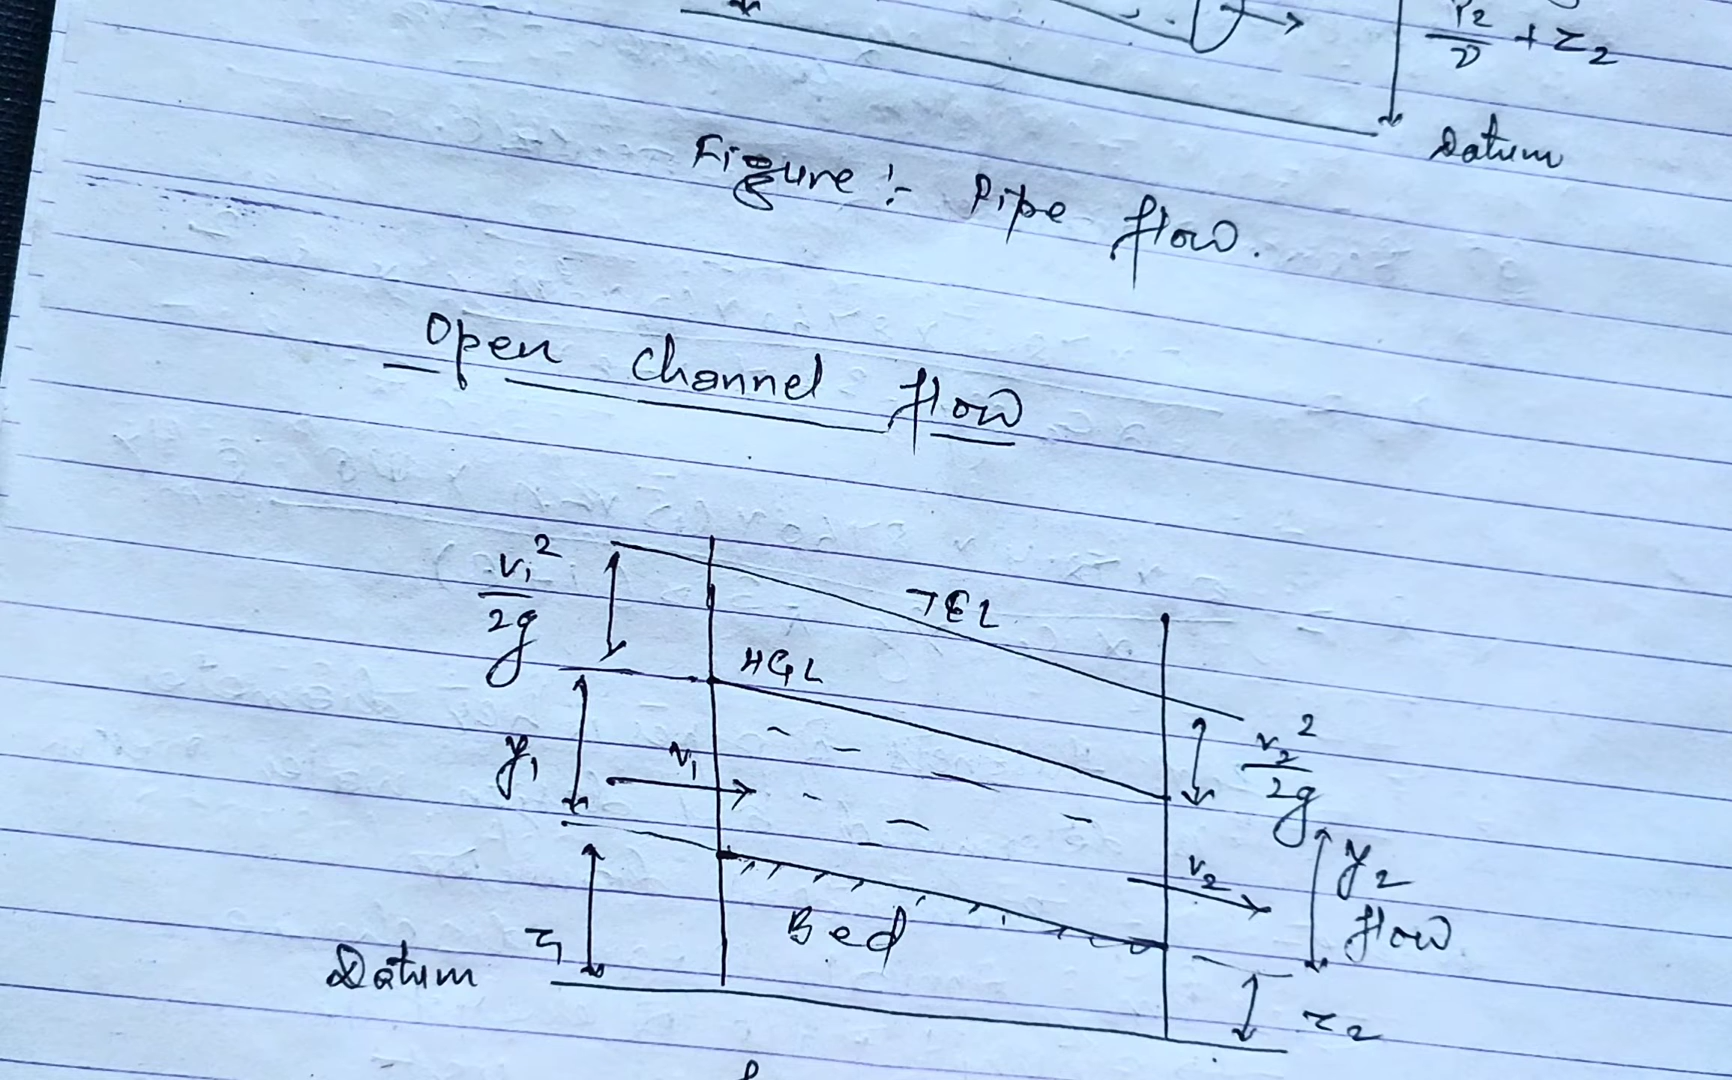 P2/γ + z2
Datum
Figure :- Pipe flow.
Open channel flow
v1²/2g
TEL
HGL
v2²/2g
y1
v1
v2
y2
flow
Bed
z1
Datum
z2